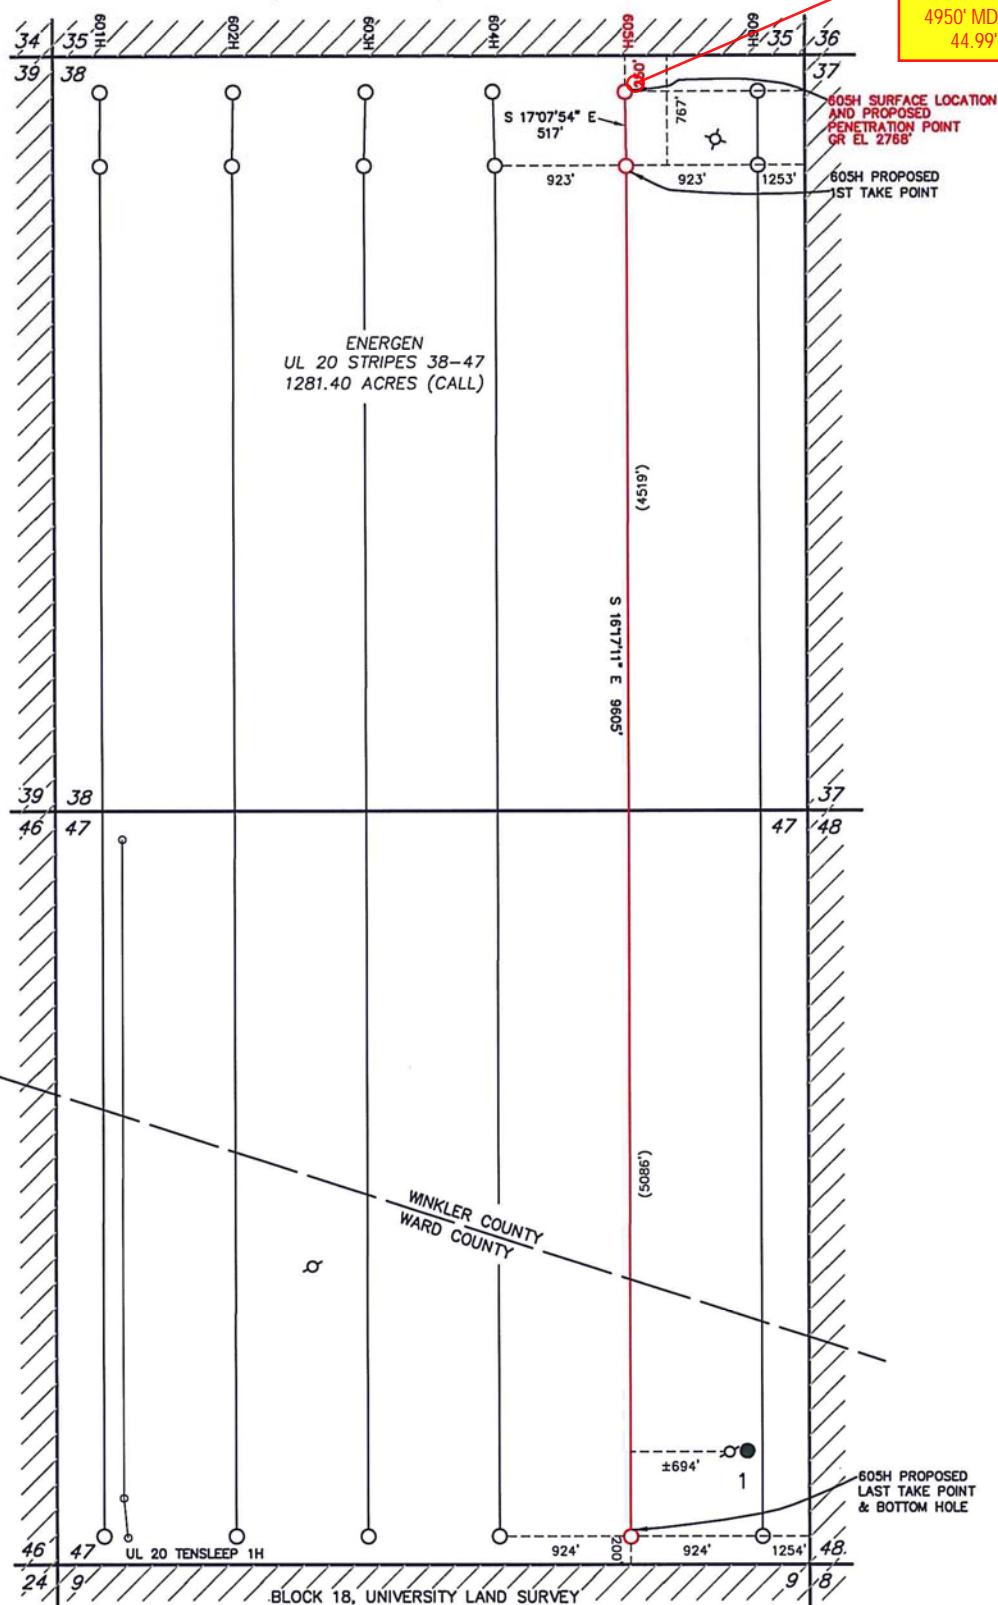 4950' MD
44.99'
34 35 601H 602H 603H 604H 605H 606H 35 36
39 38 37
767'
S 17°07'54" E
517'
605H SURFACE LOCATION
AND PROPOSED
PENETRATION POINT
GR EL 2768'
923' 923' 1253'
605H PROPOSED
1ST TAKE POINT
ENERGEN
UL 20 STRIPES 38-47
1281.40 ACRES (CALL)
(4519')
S 16°17'11" E 9605'
39 38 37
46 47 47 48
(5086')
WINKLER COUNTY
WARD COUNTY
±694'
1
605H PROPOSED
LAST TAKE POINT
& BOTTOM HOLE
46 47 UL 20 TENSLEEP 1H 924' 200' 924' 1254' 48
24 9 BLOCK 18, UNIVERSITY LAND SURVEY 9 8